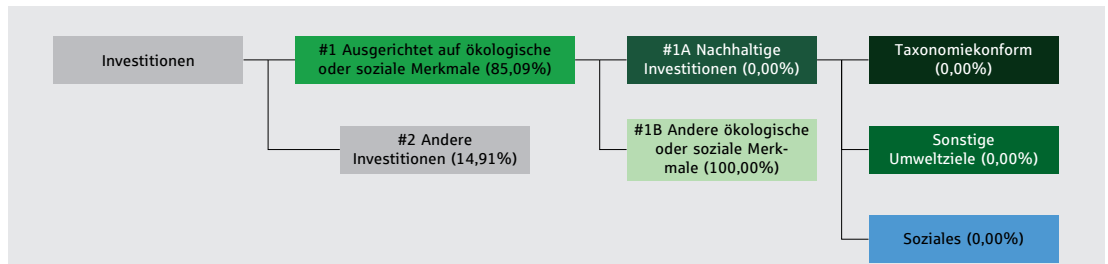 Investitionen
#1 Ausgerichtet auf ökologische
oder soziale Merkmale (85,09%)
#2 Andere
Investitionen (14,91%)
#1A Nachhaltige
Investitionen (0,00%)
#1B Andere ökologische
oder soziale Merk-
male (100,00%)
Taxonomiekonform
(0,00%)
Sonstige
Umweltziele (0,00%)
Soziales (0,00%)